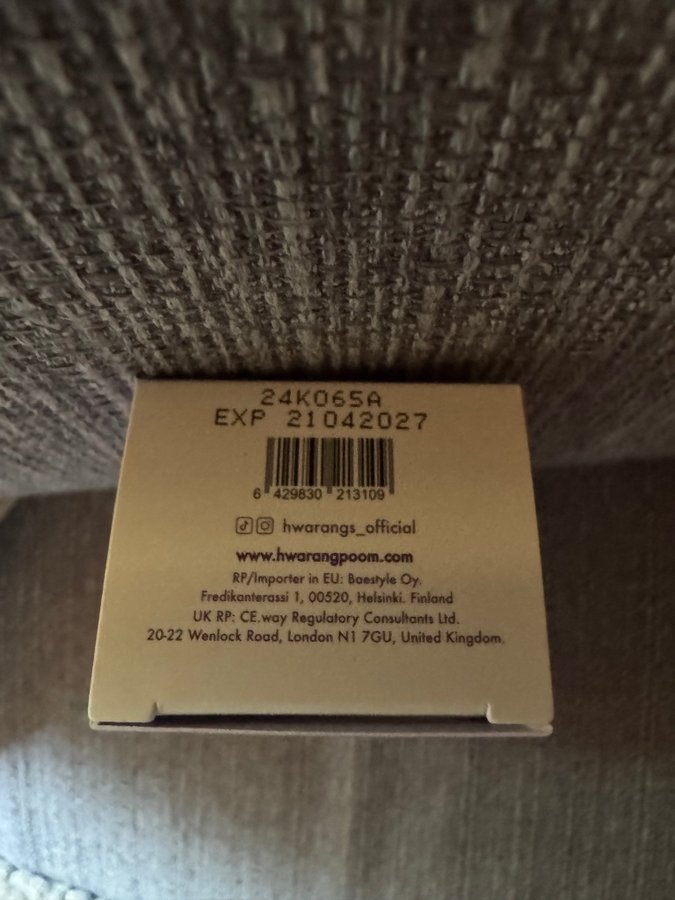 24K065A
EXP 21042027
6 429830 213109
hwarangs_official
www.hwarangpoom.com
RP/Importer in EU: Baestyle Oy.
Fredikanterassi 1, 00520, Helsinki. Finland
UK RP: CE.way Regulatory Consultants Ltd.
20-22 Wenlock Road, London N1 7GU, United Kingdom.